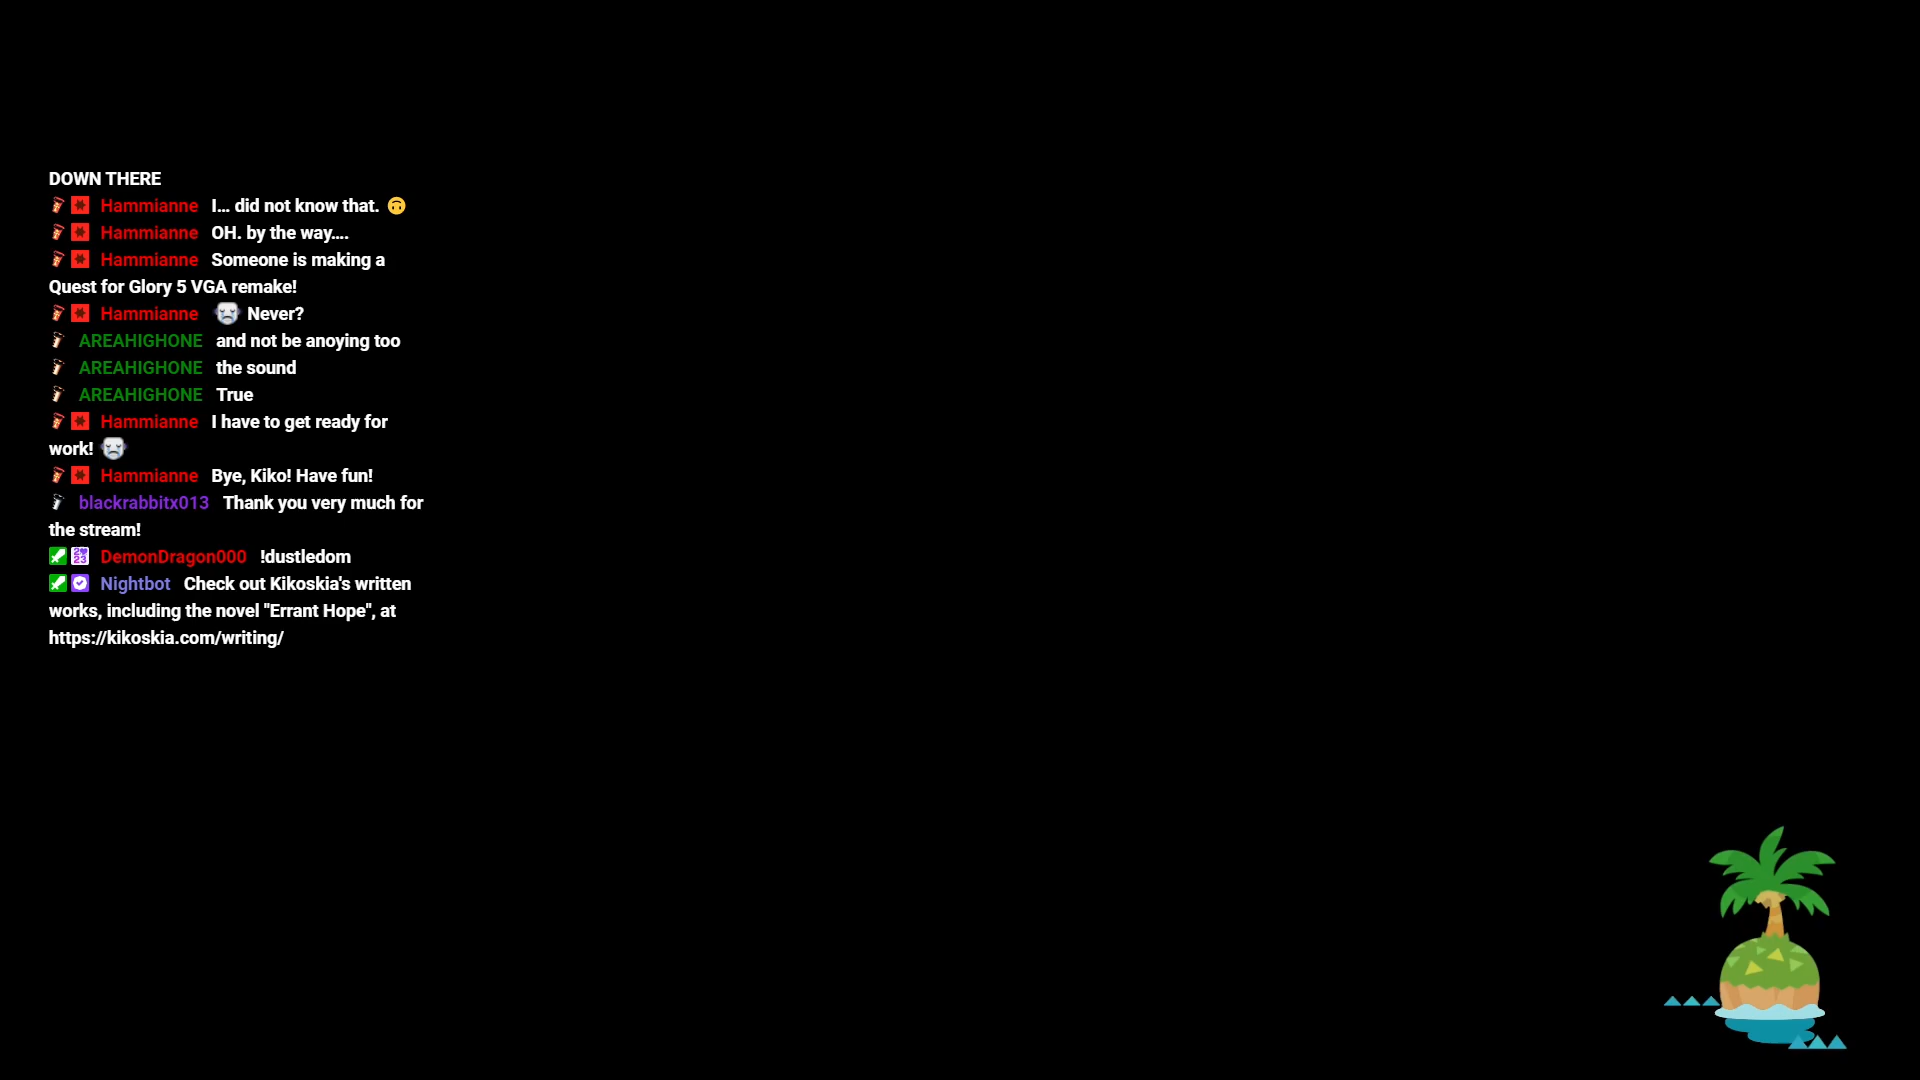 DOWN THERE
Hammianne I... did not know that. 🙃
Hammianne OH. by the way....
Hammianne Someone is making a
Quest for Glory 5 VGA remake!
Hammianne Never?
AREAHIGHONE and not be anoying too
AREAHIGHONE the sound
AREAHIGHONE True
Hammianne I have to get ready for
work!
Hammianne Bye, Kiko! Have fun!
blackrabbitx013 Thank you very much for
the stream!
DemonDragon000 !dustledom
Nightbot Check out Kikoskia's written
works, including the novel "Errant Hope", at
https://kikoskia.com/writing/